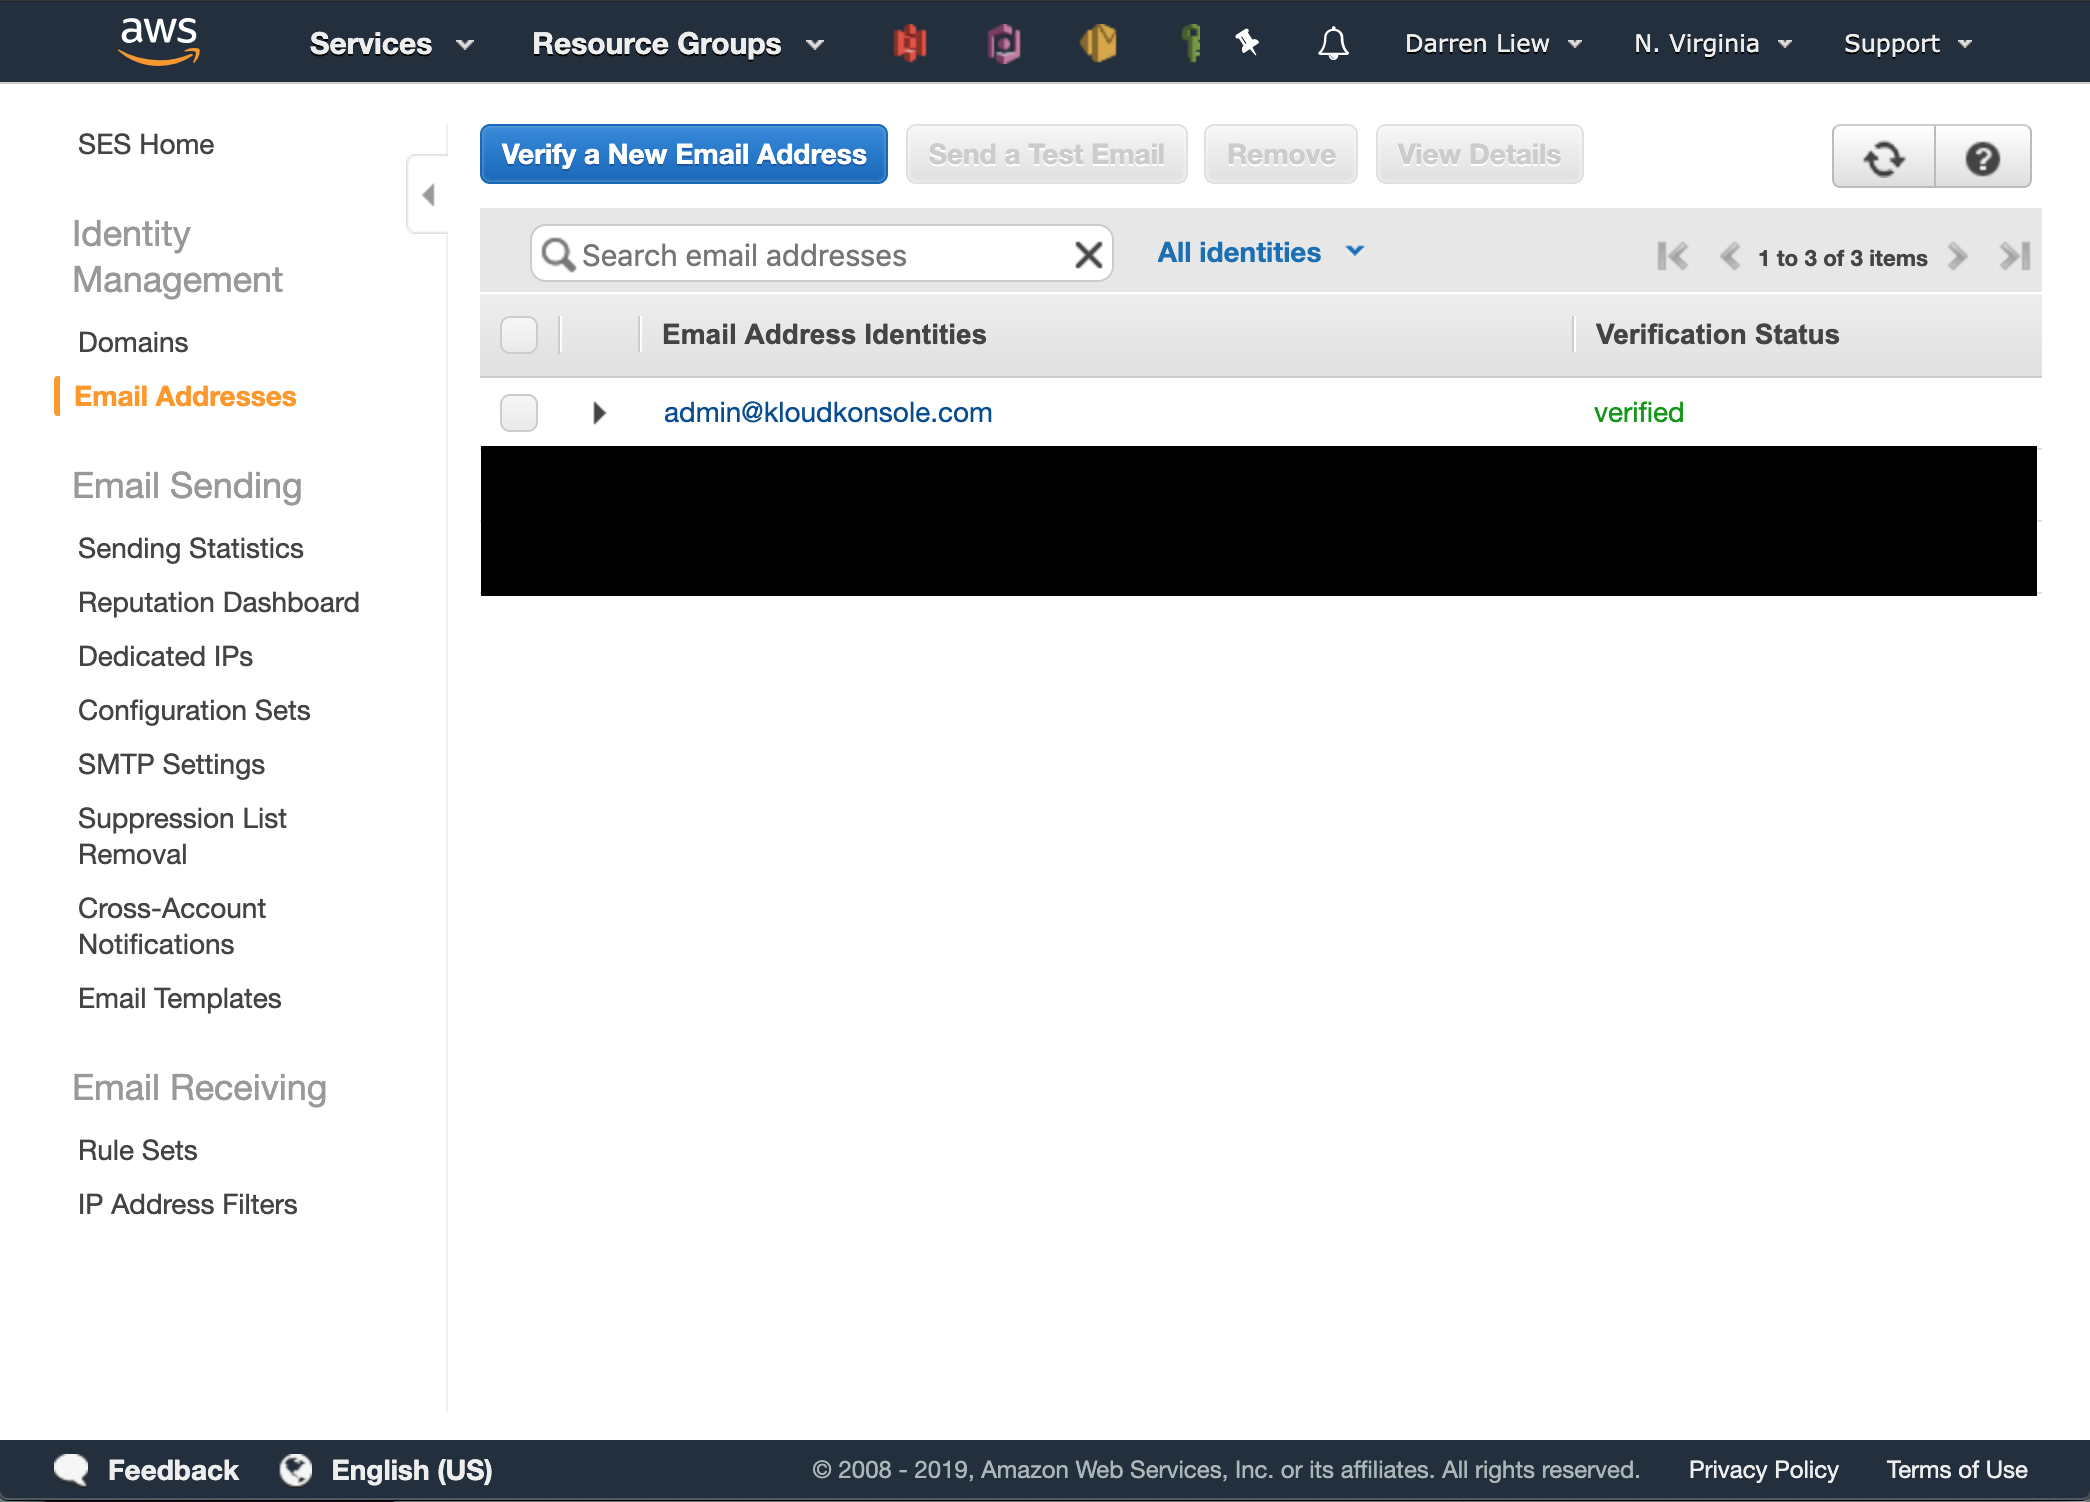 aws Services Resource Groups Darren Liew N. Virginia Support
SES Home
Identity
Management
Domains
Email Addresses
Email Sending
Sending Statistics
Reputation Dashboard
Dedicated IPs
Configuration Sets
SMTP Settings
Suppression List
Removal
Cross-Account
Notifications
Email Templates
Email Receiving
Rule Sets
IP Address Filters
Verify a New Email Address Send a Test Email Remove View Details
Search email addresses All identities 1 to 3 of 3 items
Email Address Identities Verification Status
admin@kloudkonsole.com verified
Feedback English (US) © 2008 - 2019, Amazon Web Services, Inc. or its affiliates. All rights reserved. Privacy Policy Terms of Use